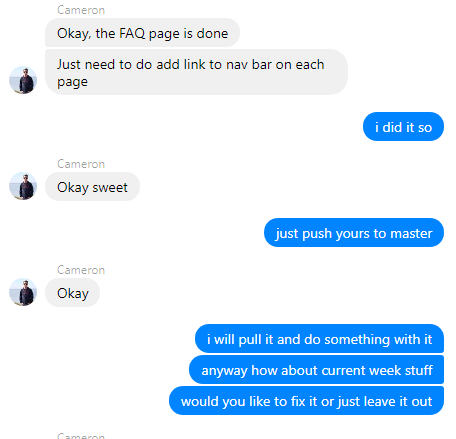 Cameron
Okay, the FAQ page is done
Just need to do add link to nav bar on each
page
i did it so
Cameron
Okay sweet
just push yours to master
Cameron
Okay
i will pull it and do something with it
anyway how about current week stuff
would you like to fix it or just leave it out
Cameron